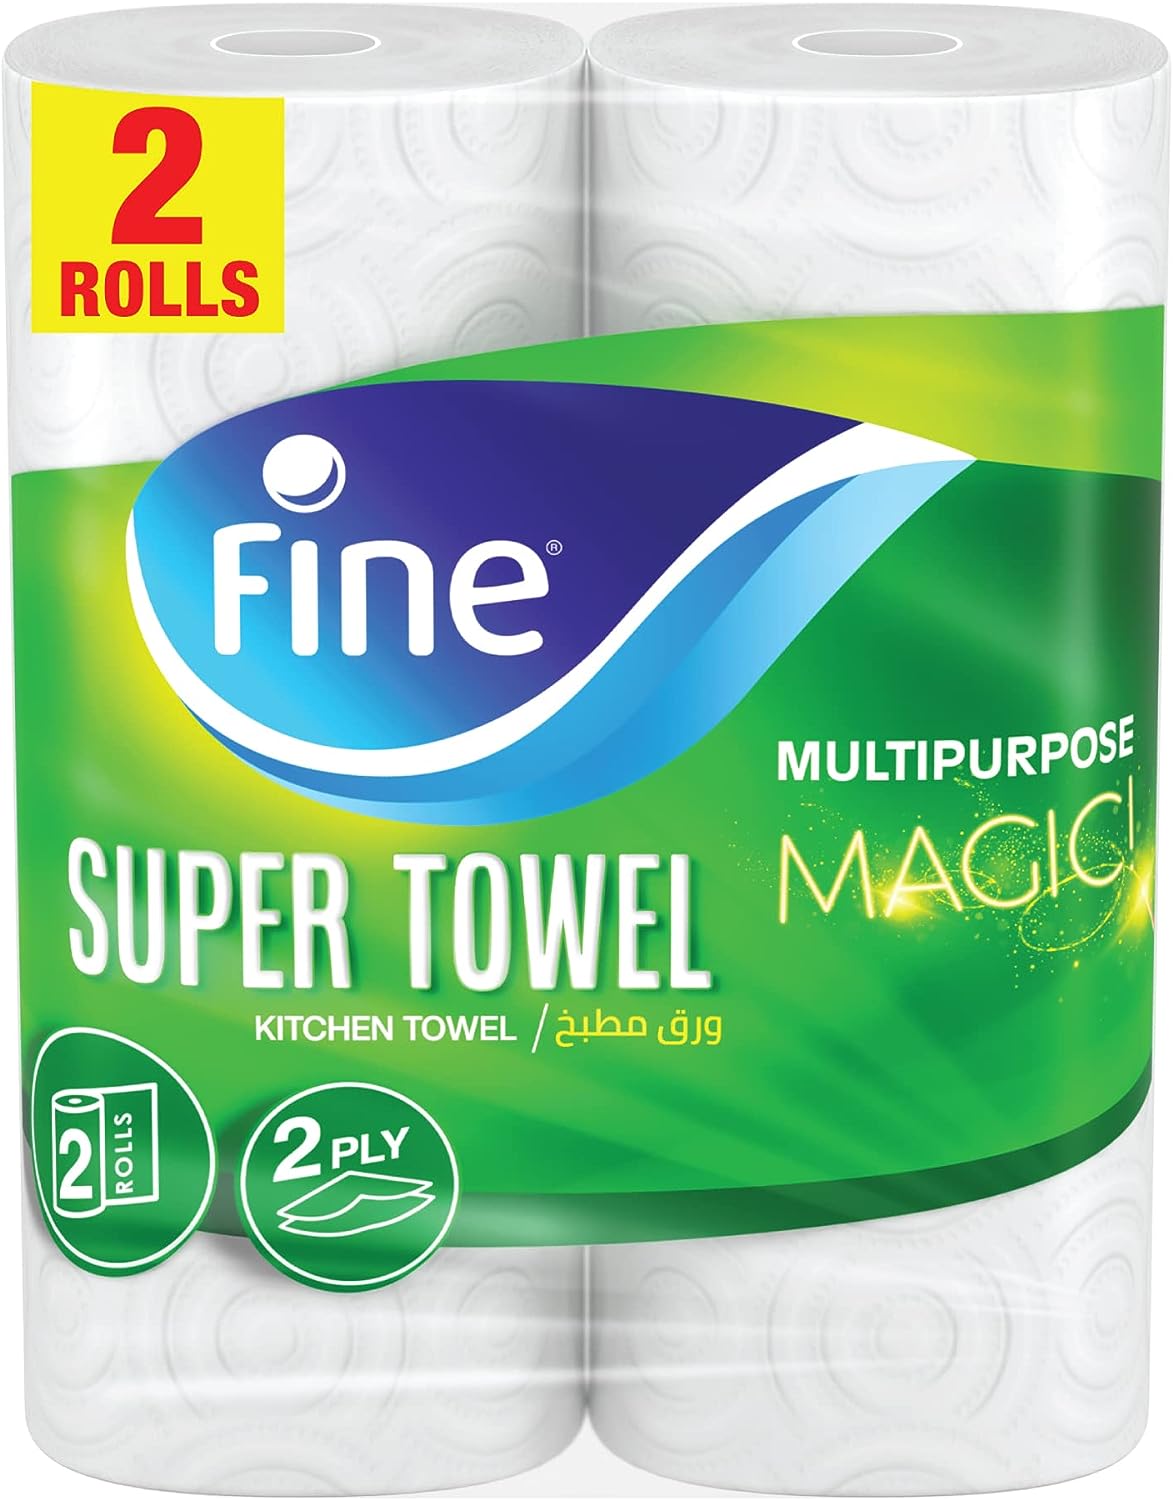 2
ROLLS
fine®
MULTIPURPOSE
MAGIC!
SUPER TOWEL
KITCHEN TOWEL / ورق مطبخ
2
ROLLS
2 PLY